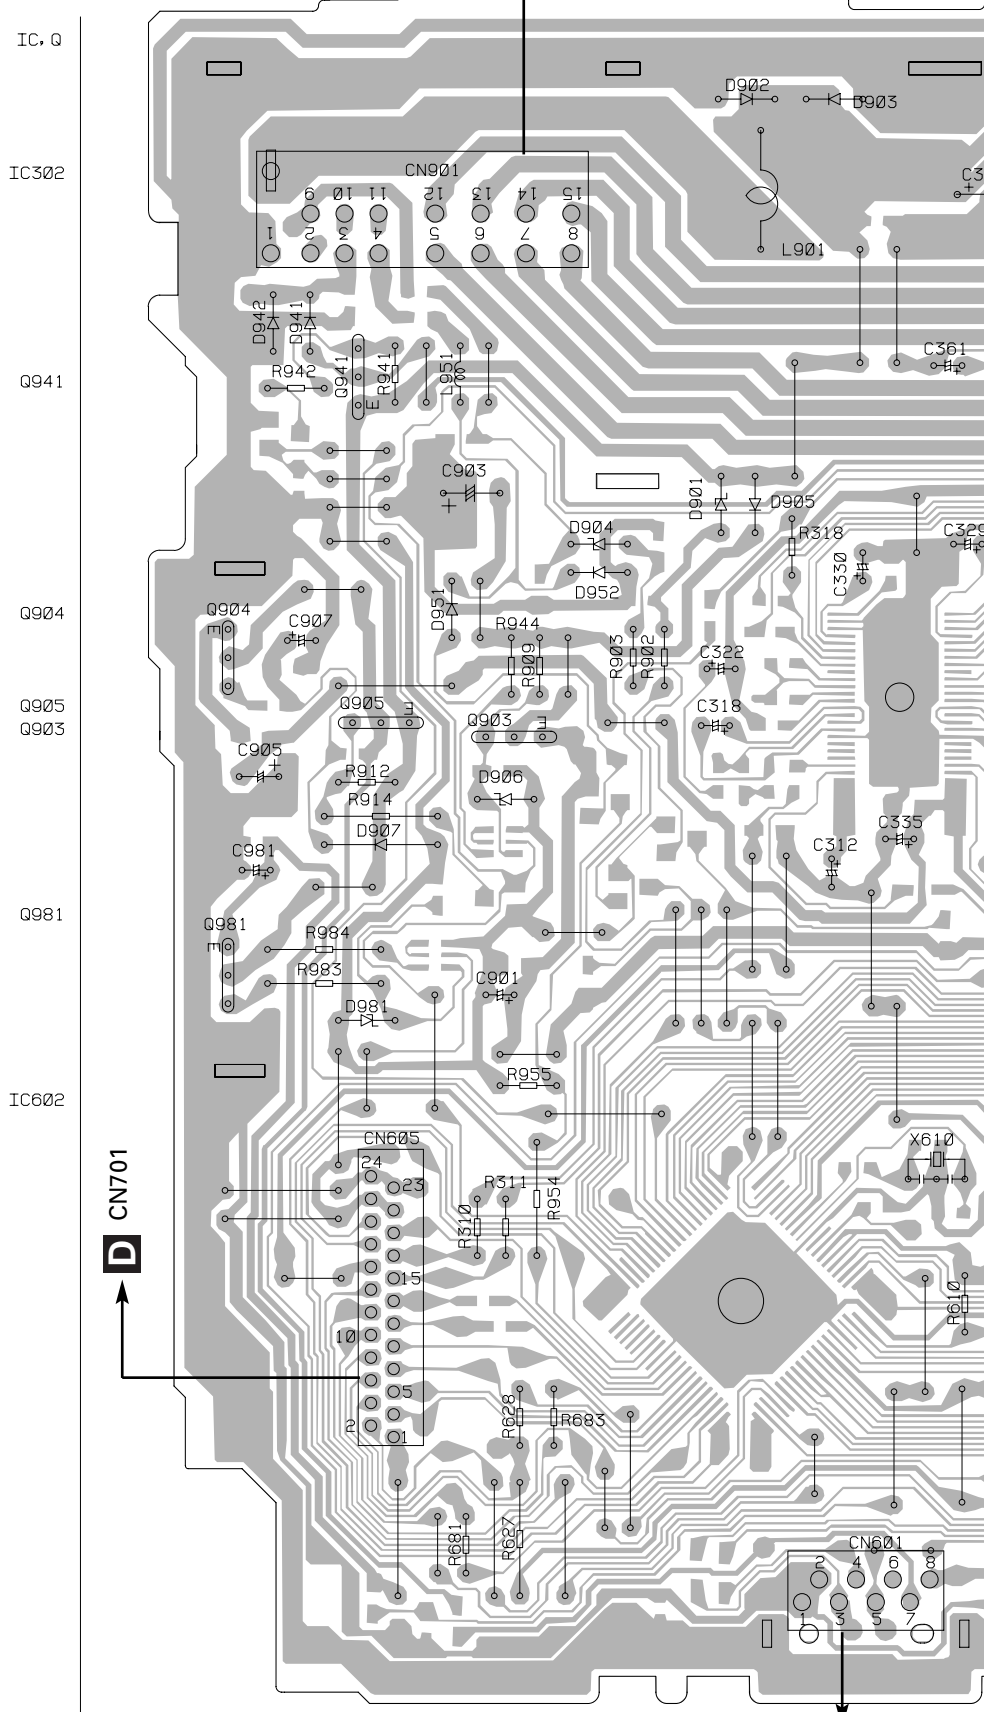 IC, Q
D902
D903
IC302
CN901
C3
9 10 11 12 13 14 15
1 2 3 4 5 6 7 8
L901
D942
D941
C361
Q941
R942
Q941
E
R941
L951
C903
D901
D905
D904
R318
C329
C330
D952
Q904
Q904
E
C907
D951
R944
R909
R903
R902
C322
Q905
Q905
E
Q903
Q903
E
C318
C905
R912
D906
R914
D907
C335
C981
C312
Q981
Q981
E
R984
R983
C901
D981
R955
IC602
CN605
X610
24
23
D CN701
R311
R954
R310
15
R610
10
5
R628
R683
2
1
R681
R627
CN601
2 4 6 8
1 3 5 7